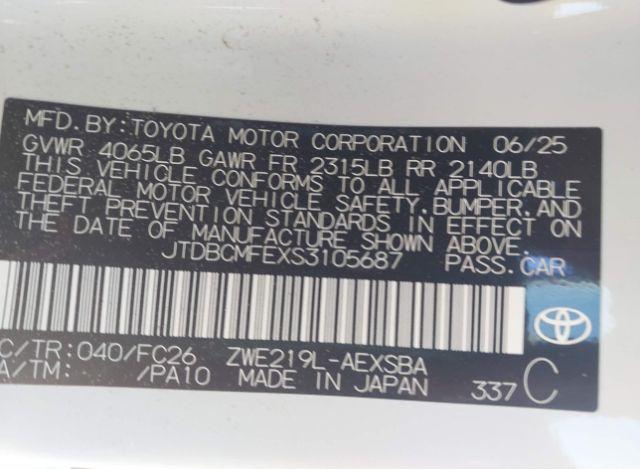 MFD.BY:TOYOTA MOTOR CORPORATION 06/25
GVWR 4065LB GAWR FR 2315LB RR 2140LB
THIS VEHICLE CONFORMS TO ALL APPLICABLE
FEDERAL MOTOR VEHICLE SAFETY,BUMPER,AND
THEFT PREVENTION STANDARDS IN EFFECT ON
THE DATE OF MANUFACTURE SHOWN ABOVE.
JTDBCMFEXS3105687 PASS.CAR
C/TR:040/FC26 ZWE219L-AEXSBA
A/TM: /PA10 MADE IN JAPAN 337 C